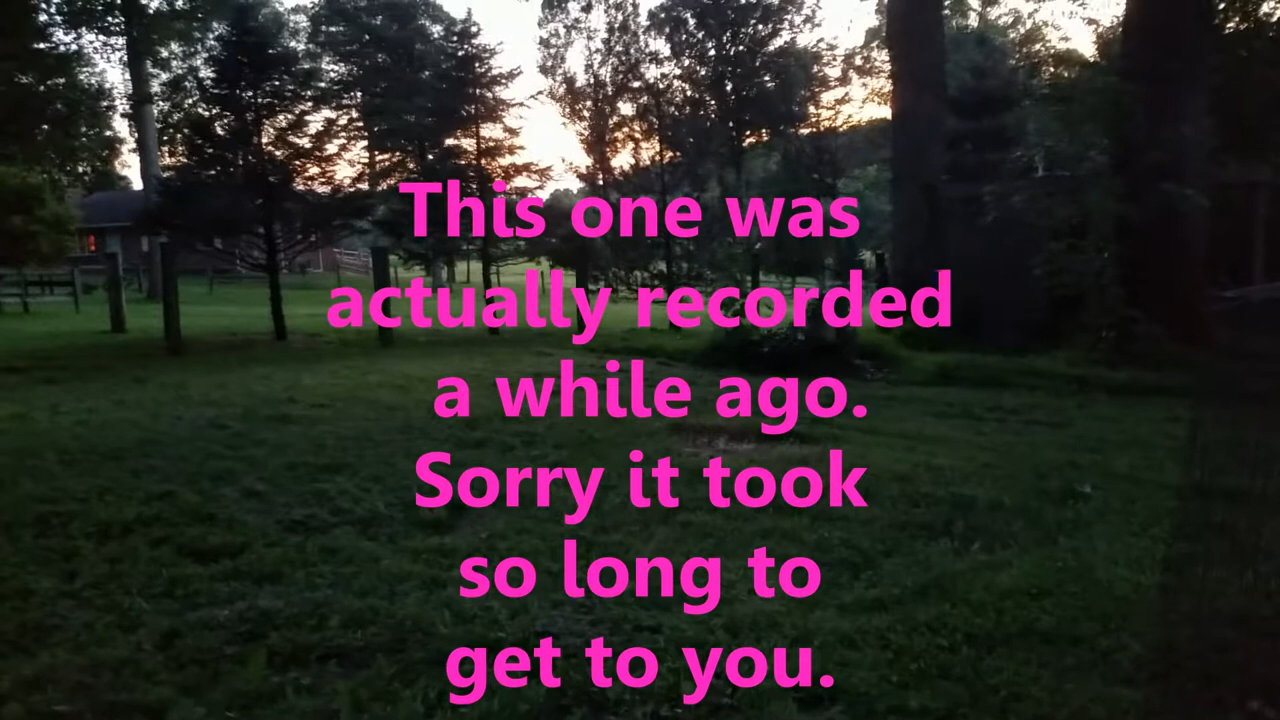 This one was
actually recorded
a while ago.
Sorry it took
so long to
get to you.